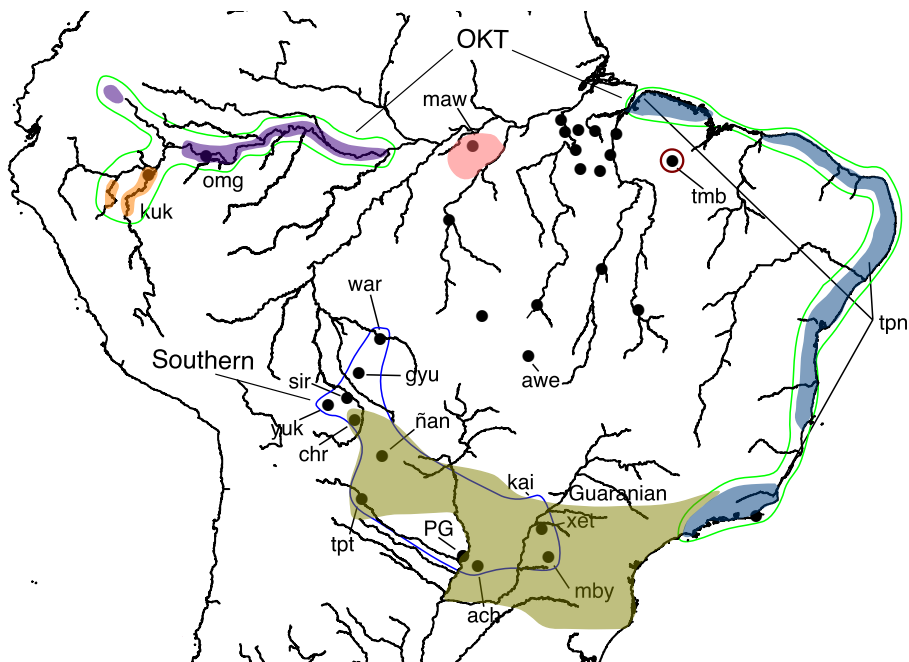 OKT
maw
omg
tmb
kuk
war
tpn
Southern
sir
gyu
awe
yuk
ñan
chr
kai
Guaranian
PG
xet
tpt
mby
ach